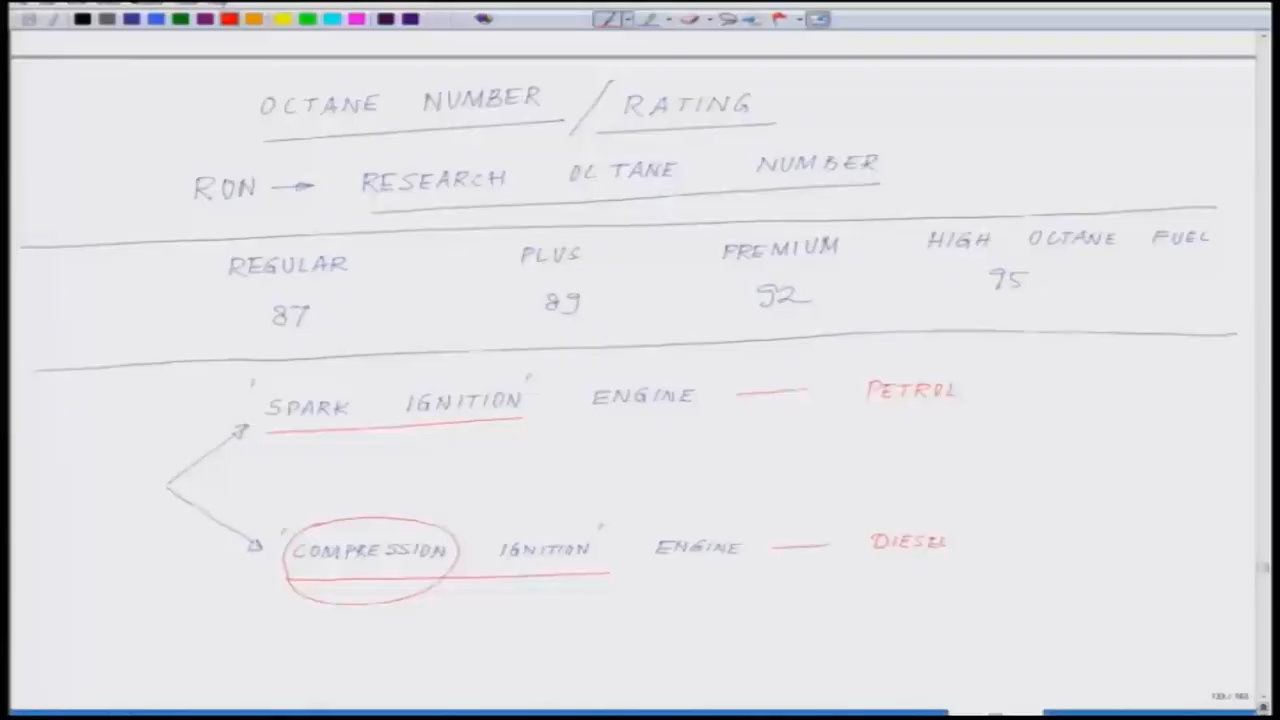 OCTANE NUMBER / RATING
RON → RESEARCH OCTANE NUMBER
REGULAR PLUS PREMIUM HIGH OCTANE FUEL
87 89 92 95
'SPARK IGNITION' ENGINE — PETROL
'COMPRESSION IGNITION' ENGINE — DIESEL